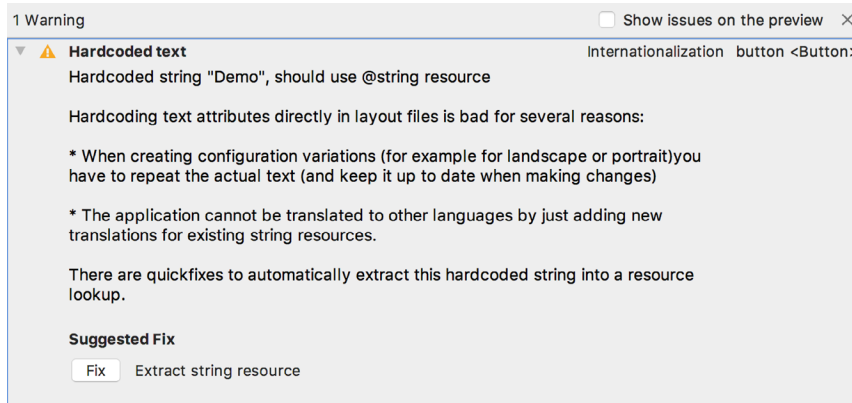 1 Warning Show issues on the preview
Hardcoded text Internationalization button <Button>
Hardcoded string "Demo", should use @string resource
Hardcoding text attributes directly in layout files is bad for several reasons:
* When creating configuration variations (for example for landscape or portrait)you
have to repeat the actual text (and keep it up to date when making changes)
* The application cannot be translated to other languages by just adding new
translations for existing string resources.
There are quickfixes to automatically extract this hardcoded string into a resource
lookup.
Suggested Fix
Fix Extract string resource